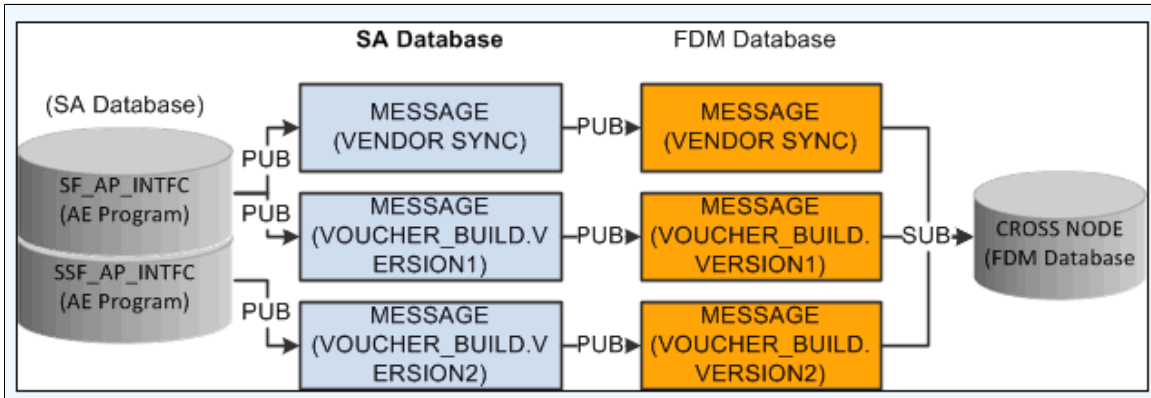 SA Database
FDM Database
(SA Database)
SF_AP_INTFC
(AE Program)
SSF_AP_INTFC
(AE Program)
PUB
PUB
PUB
MESSAGE
(VENDOR SYNC)
PUB
MESSAGE
(VENDOR SYNC)
MESSAGE
(VOUCHER_BUILD.V
ERSION1)
PUB
MESSAGE
(VOUCHER_BUILD.
VERSION1)
MESSAGE
(VOUCHER_BUILD.V
ERSION2)
PUB
MESSAGE
(VOUCHER_BUILD.
VERSION2)
SUB
CROSS NODE
(FDM Database